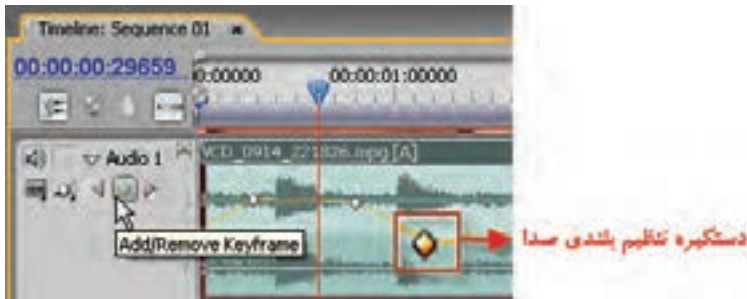 Timeline: Sequence 01
00:00:00:29659
0:00000 00:00:01:00000
Audio 1
VCD_0914_221826.mpg [A]
Add/Remove Keyframe
دستگیره تنظیم بلندی صدا